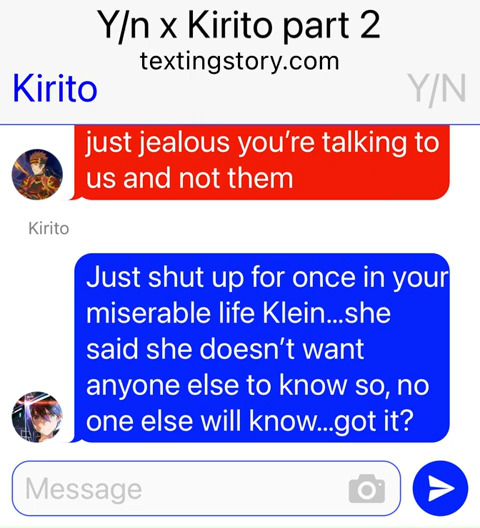 Y/n x Kirito part 2
textingstory.com
Kirito
Y/N
just jealous you’re talking to
us and not them
Kirito
Just shut up for once in your
miserable life Klein...she
said she doesn’t want
anyone else to know so, no
one else will know...got it?
Message